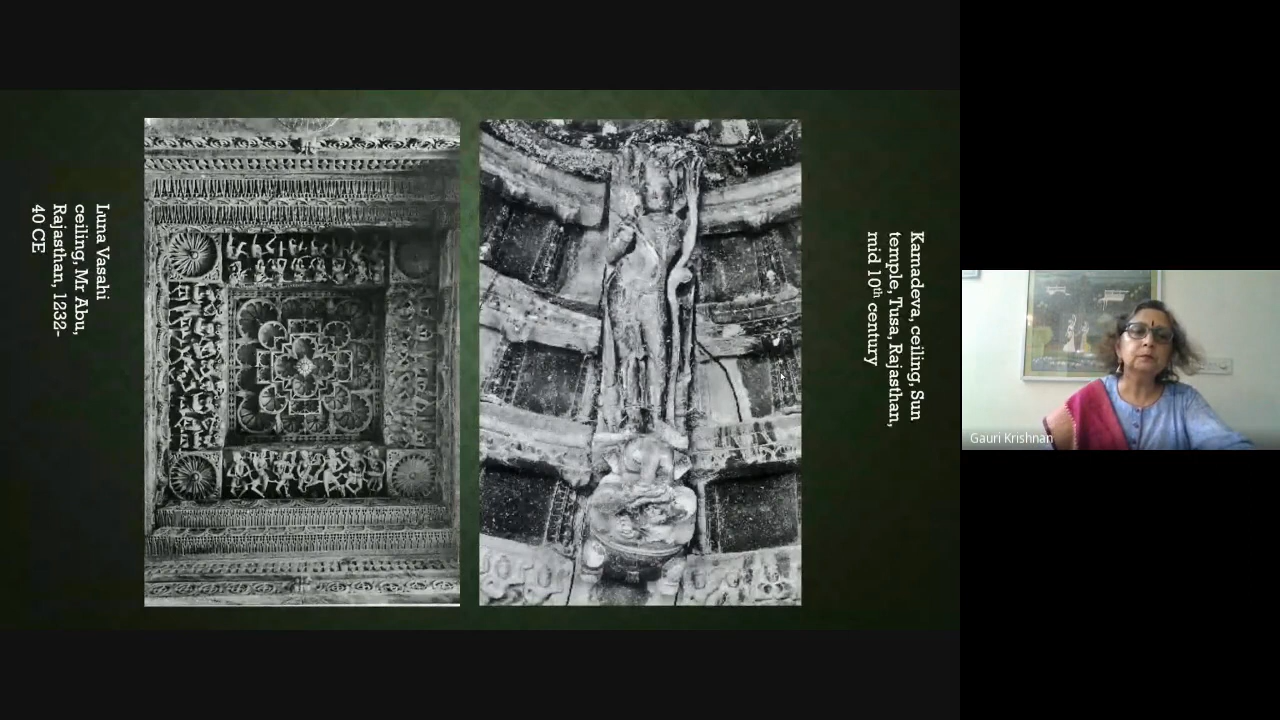 Luna Vasahi
ceiling, Mr Abu,
Rajasthan, 1232-
40 CE
Kamadeva, ceiling, Sun
temple, Tusa, Rajasthan,
mid 10th century
Gauri Krishnan